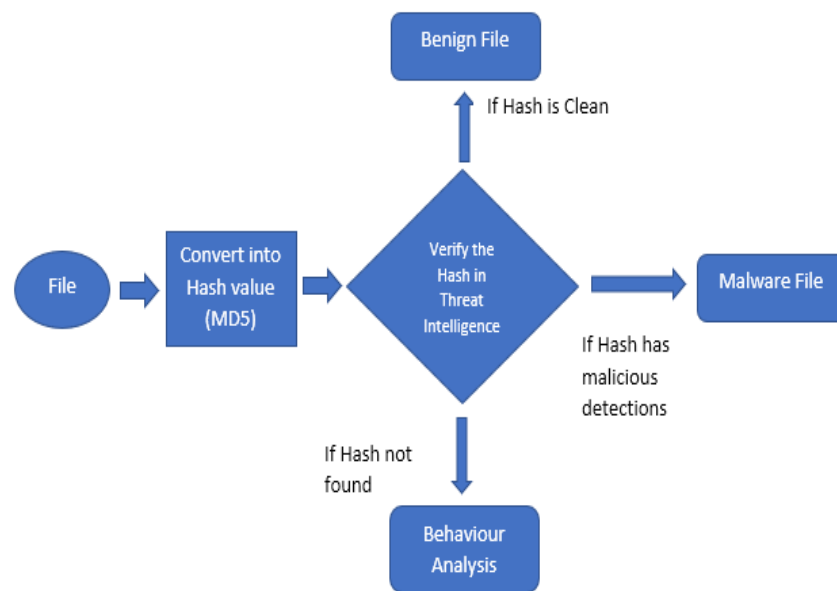 Benign File
If Hash is Clean
File
Convert into
Hash value
(MD5)
Verify the
Hash in
Threat
Intelligence
Malware File
If Hash has
malicious
detections
If Hash not
found
Behaviour
Analysis